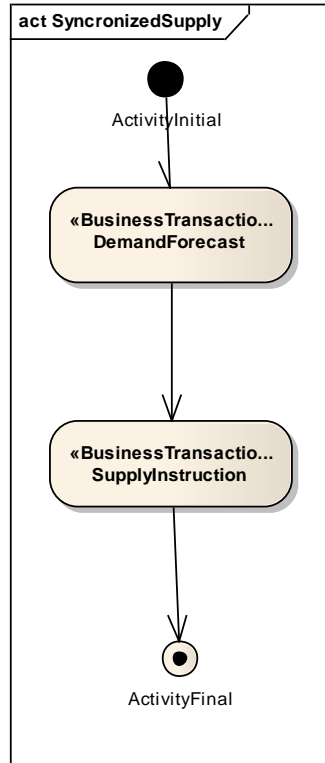 act SyncronizedSupply
ActivityInitial
«BusinessTransactio...
DemandForecast
«BusinessTransactio...
SupplyInstruction
ActivityFinal